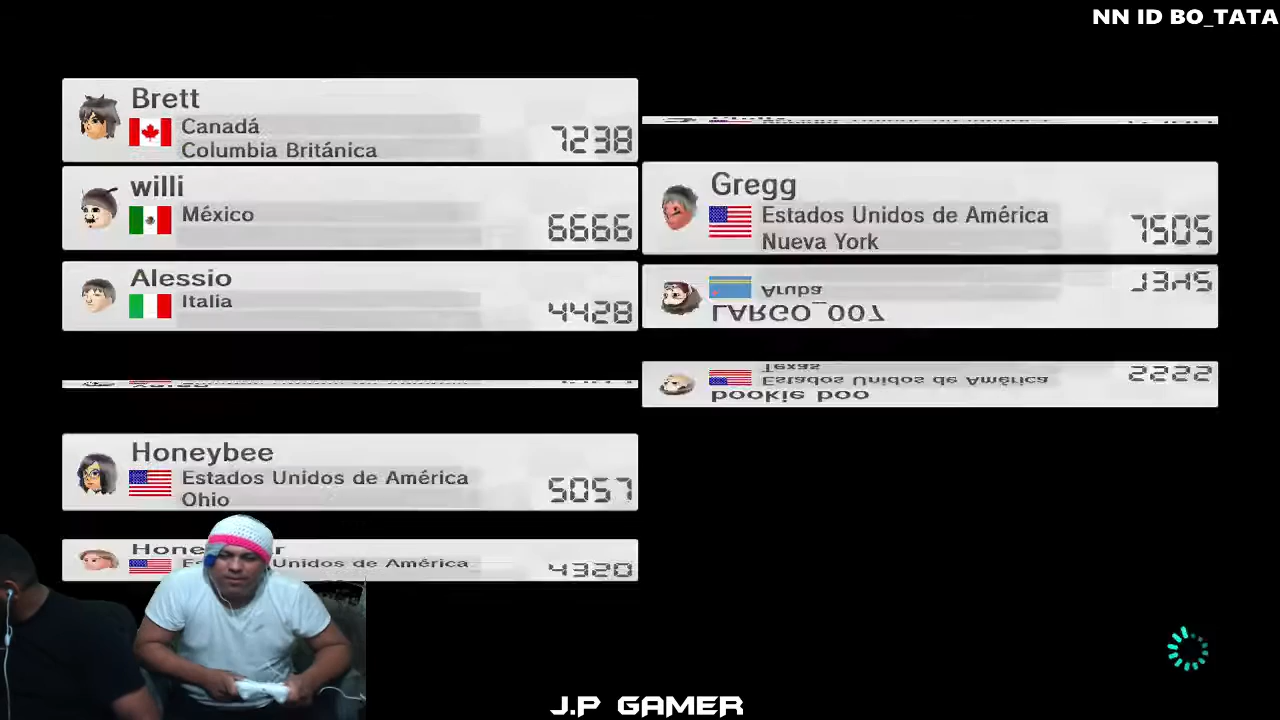 NN ID BO_TATA
Brett
Canadá
Columbia Británica
7238
willi
México
6666
Alessio
Italia
4428
Honeybee
Estados Unidos de América
Ohio
5057
Hone
Unidos de América
4320
Gregg
Estados Unidos de América
Nueva York
7505
Aruba
LARGO_007
1345
Texas
Estados Unidos de América
pookie boo
J.P GAMER